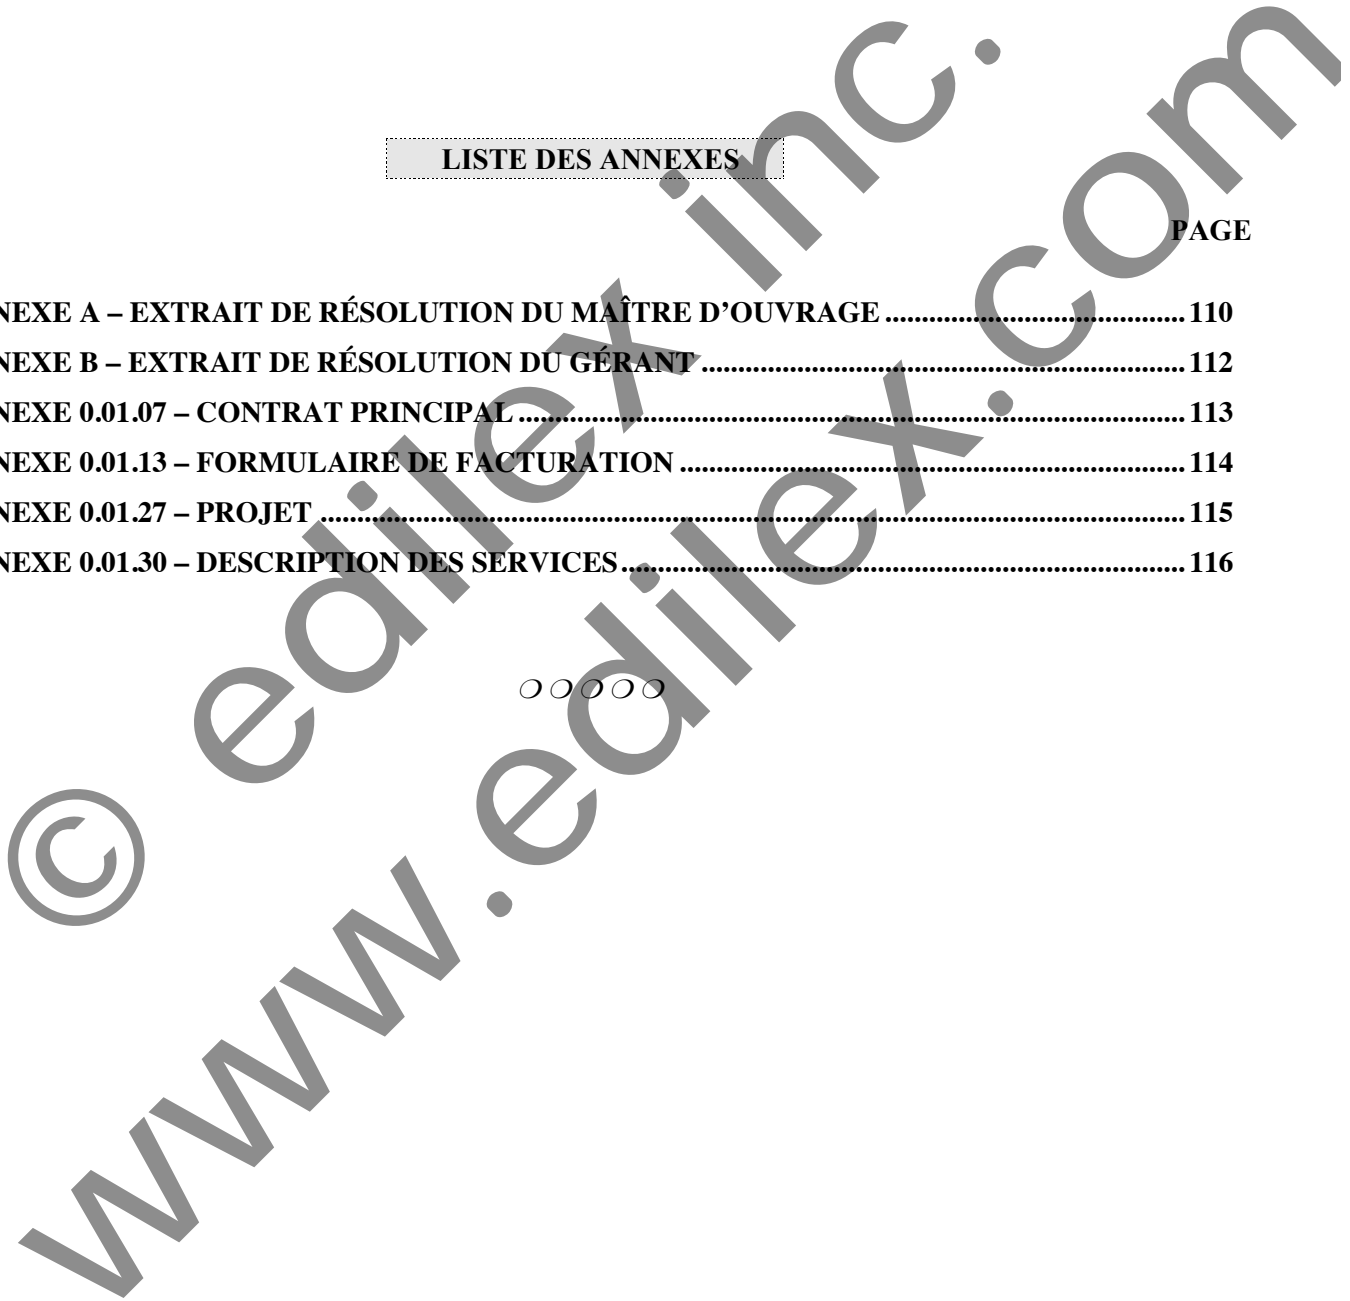 LISTE DES ANNEXES
PAGE
NEXE A – EXTRAIT DE RÉSOLUTION DU MAÎTRE D'OUVRAGE ......................................... 110
NEXE B – EXTRAIT DE RÉSOLUTION DU GÉRANT .................................................................. 112
NEXE 0.01.07 – CONTRAT PRINCIPAL ........................................................................................... 113
NEXE 0.01.13 – FORMULAIRE DE FACTURATION ..................................................................... 114
NEXE 0.01.27 – PROJET ...................................................................................................................... 115
NEXE 0.01.30 – DESCRIPTION DES SERVICES ............................................................................. 116
❍❍❍❍❍
© edilex inc.
www.edilex.com